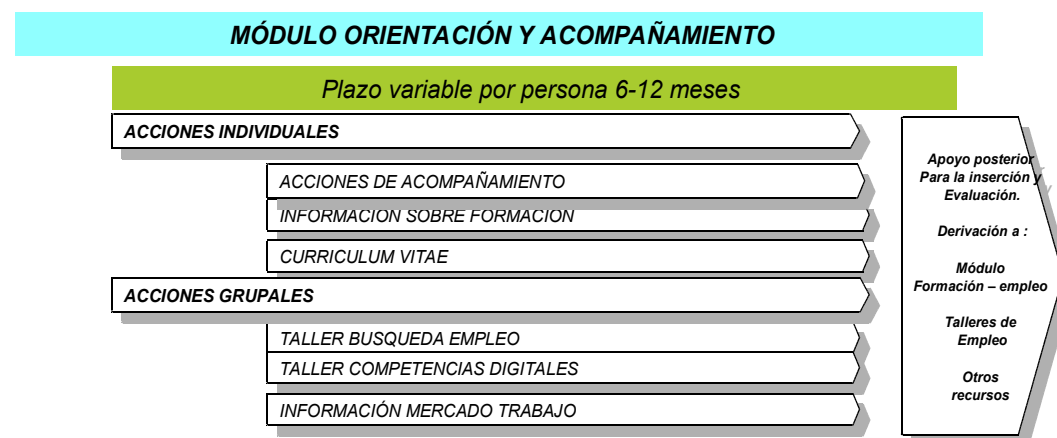 MÓDULO ORIENTACIÓN Y ACOMPAÑAMIENTO
Plazo variable por persona 6-12 meses
ACCIONES INDIVIDUALES
ACCIONES DE ACOMPAÑAMIENTO
INFORMACION SOBRE FORMACION
CURRICULUM VITAE
ACCIONES GRUPALES
TALLER BUSQUEDA EMPLEO
TALLER COMPETENCIAS DIGITALES
INFORMACIÓN MERCADO TRABAJO
Apoyo posterior
Para la inserción y
Evaluación.
Derivación a :
Módulo
Formación – empleo
Talleres de
Empleo
Otros
recursos